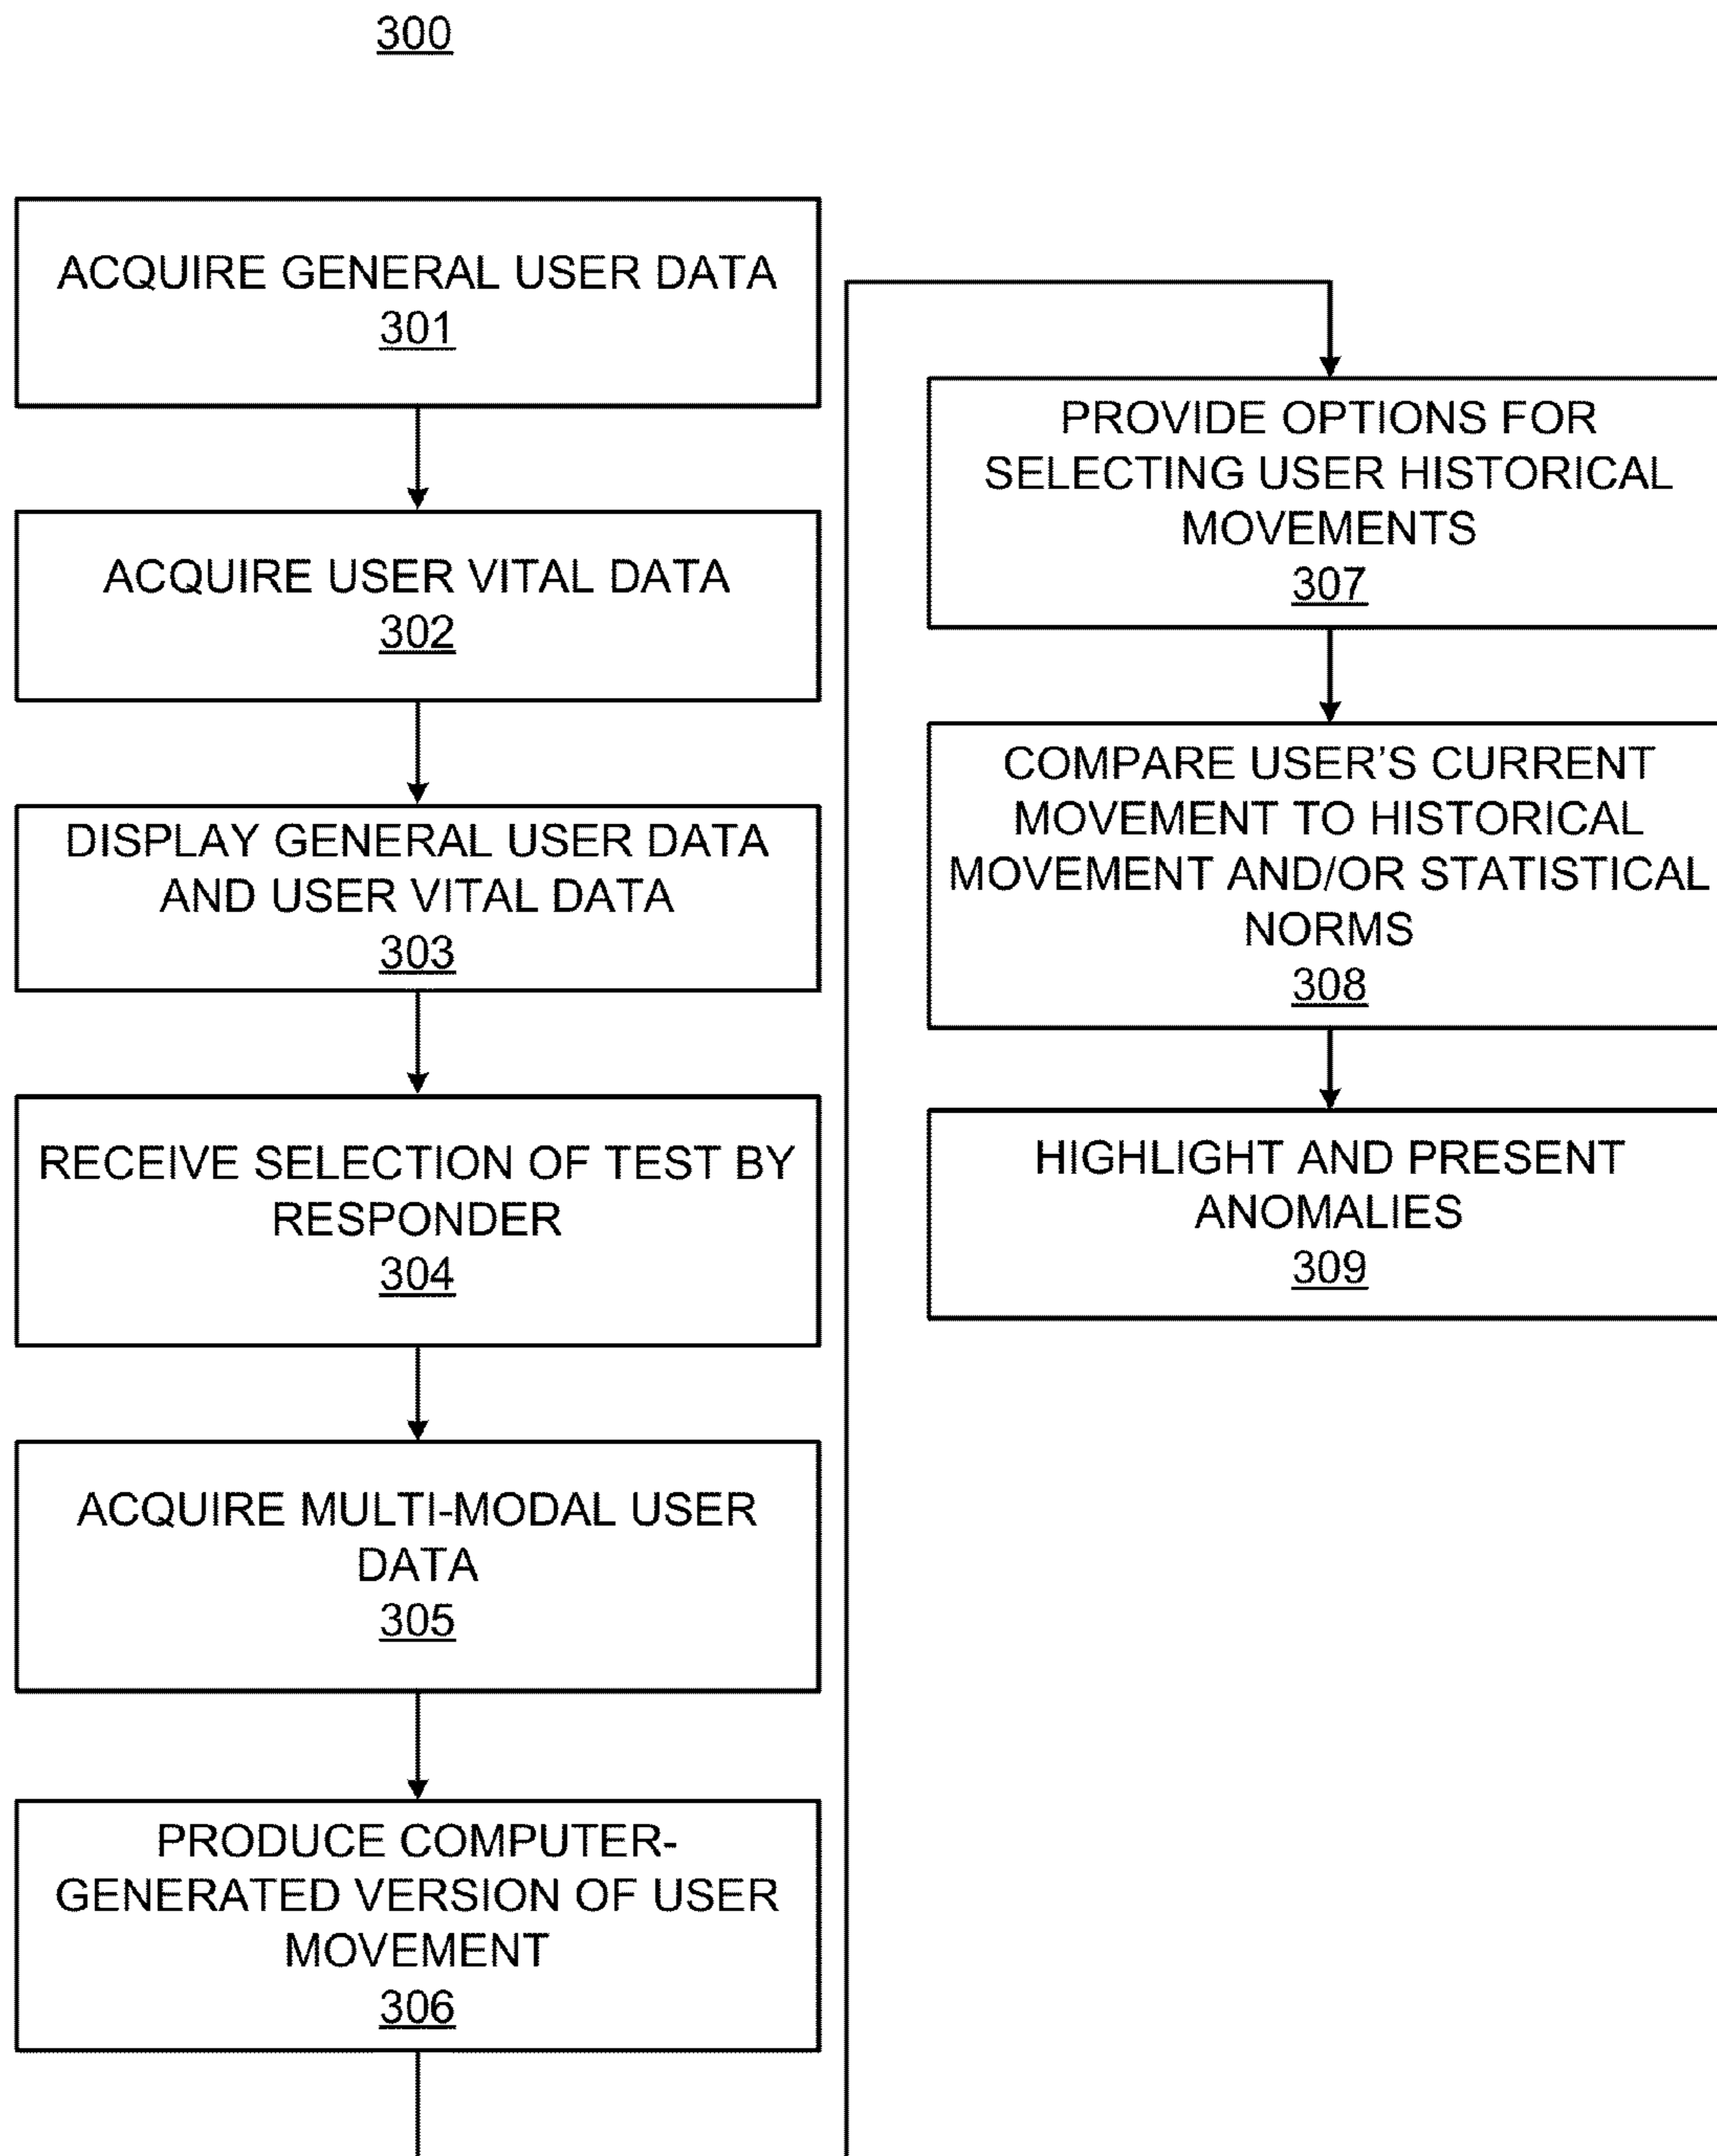 300
ACQUIRE GENERAL USER DATA
301
ACQUIRE USER VITAL DATA
302
DISPLAY GENERAL USER DATA
AND USER VITAL DATA
303
RECEIVE SELECTION OF TEST BY
RESPONDER
304
ACQUIRE MULTI-MODAL USER
DATA
305
PRODUCE COMPUTER-
GENERATED VERSION OF USER
MOVEMENT
306
PROVIDE OPTIONS FOR
SELECTING USER HISTORICAL
MOVEMENTS
307
COMPARE USER'S CURRENT
MOVEMENT TO HISTORICAL
MOVEMENT AND/OR STATISTICAL
NORMS
308
HIGHLIGHT AND PRESENT
ANOMALIES
309